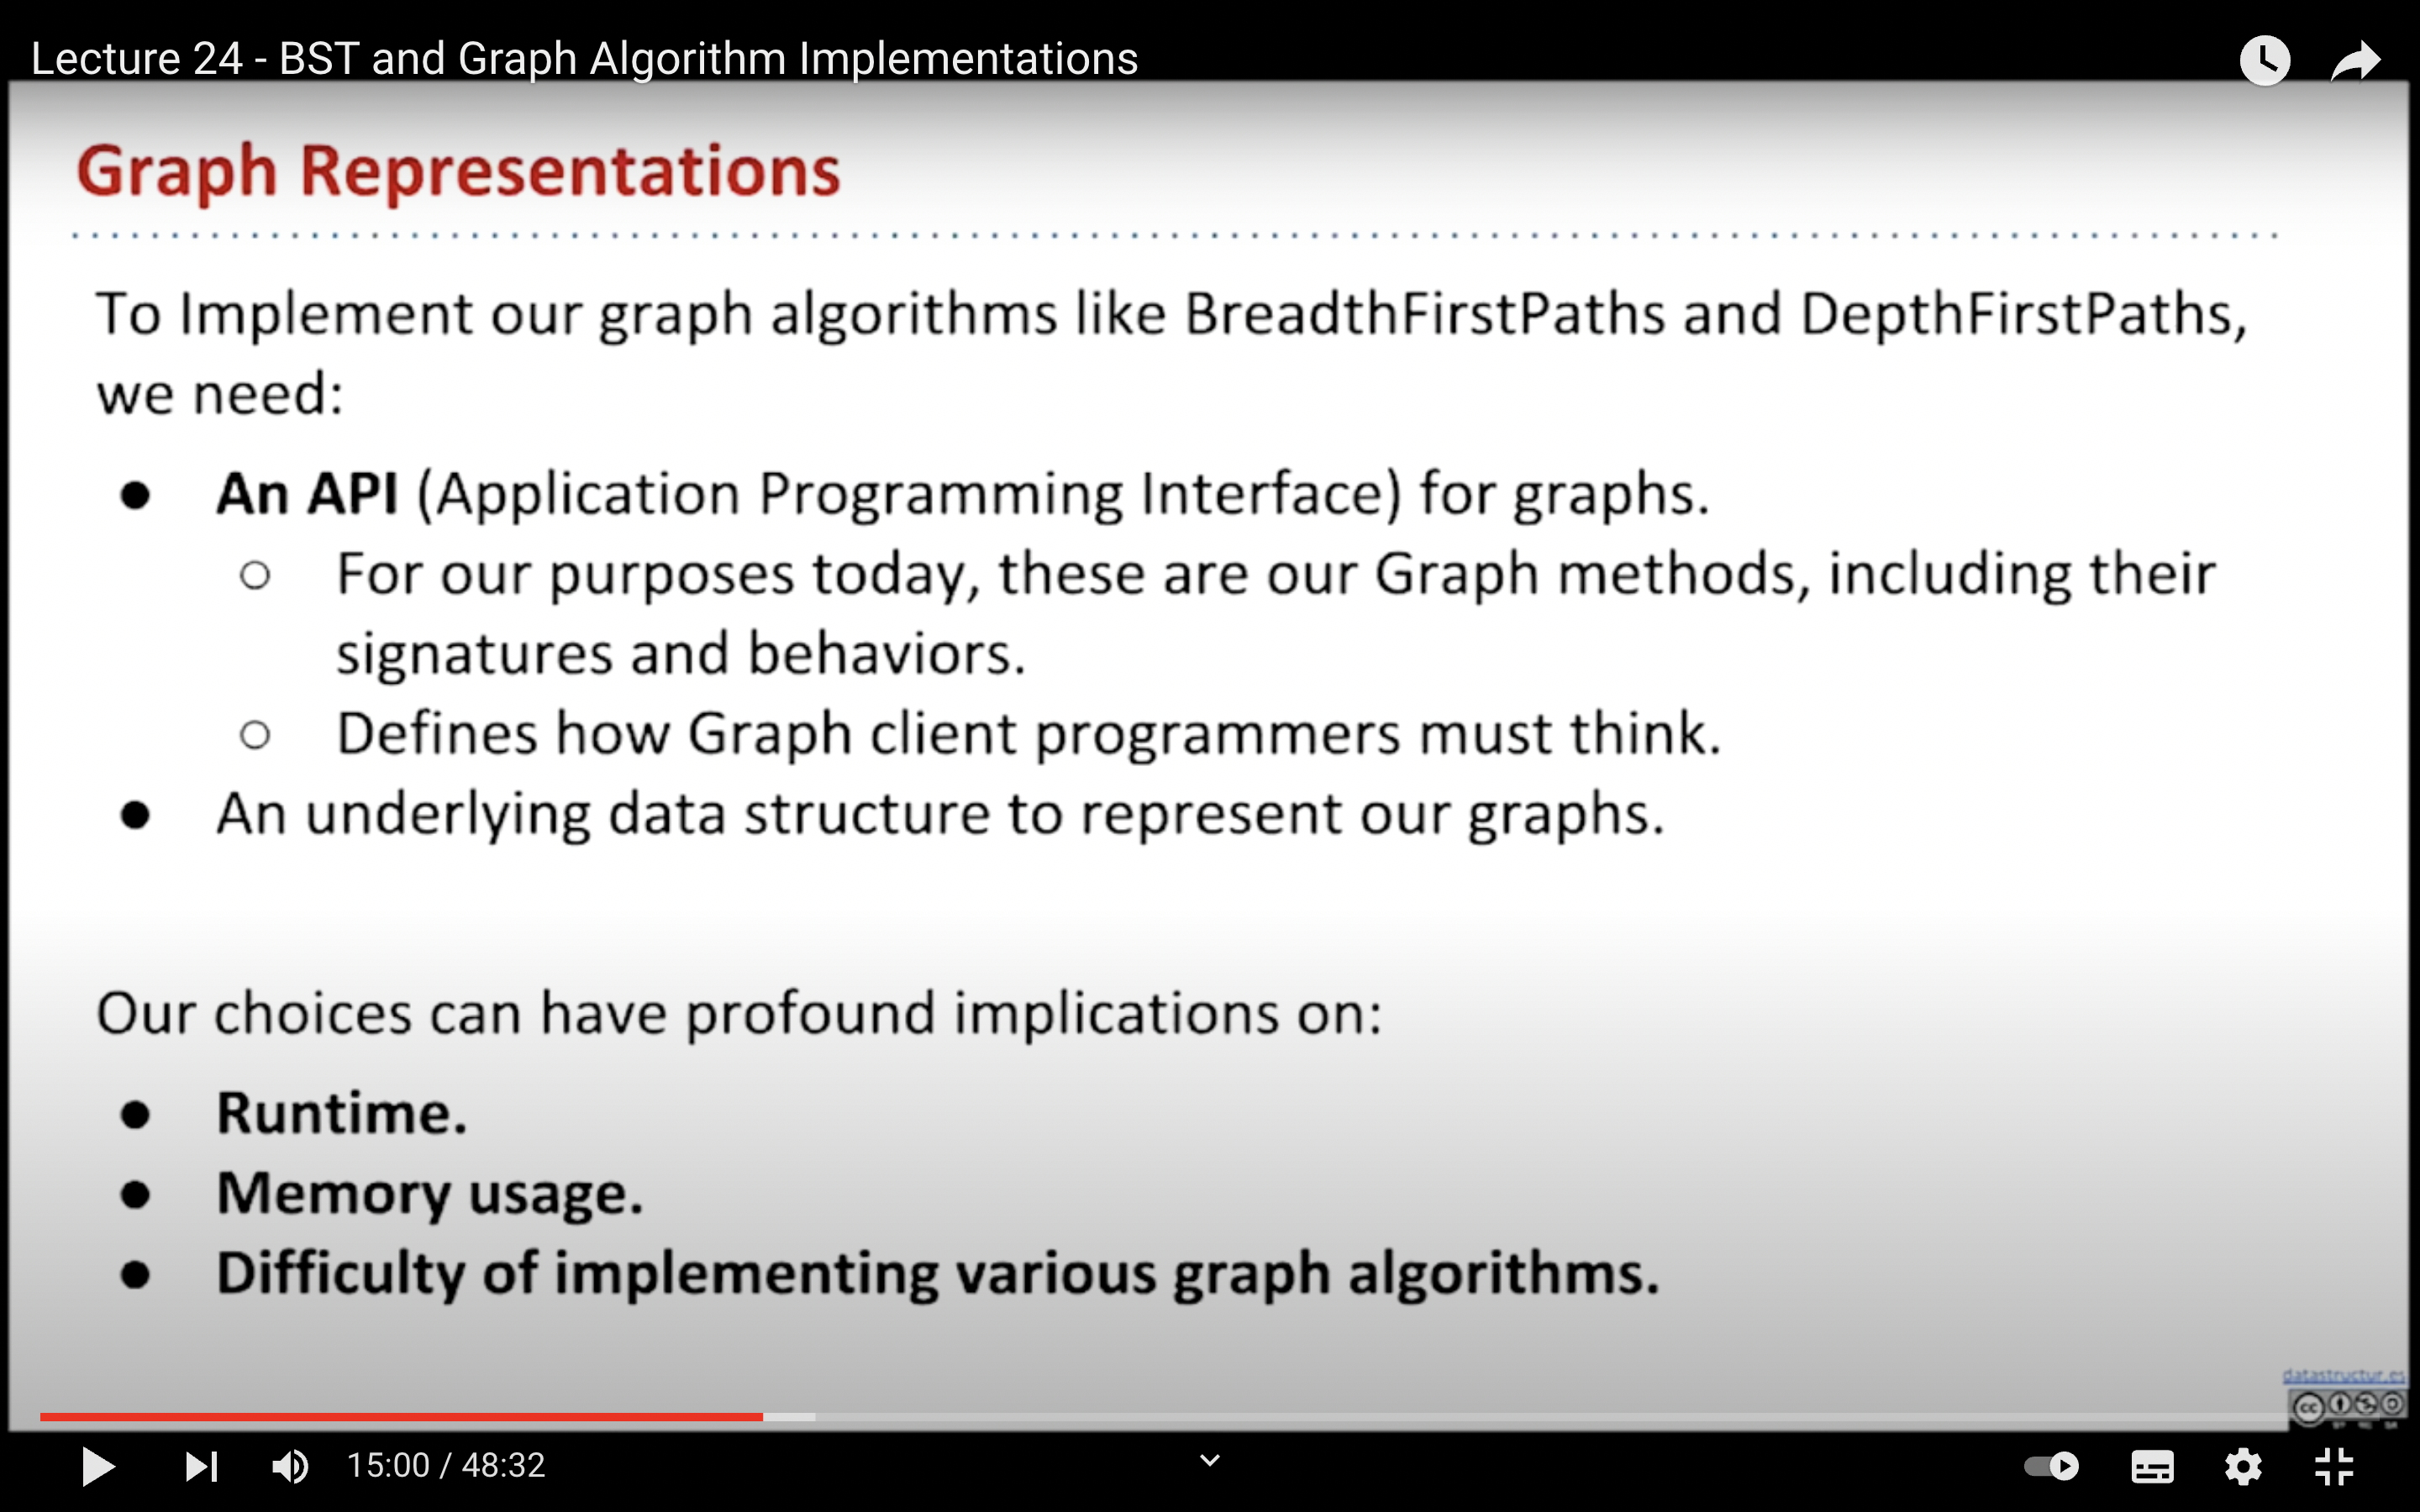 Lecture 24 - BST and Graph Algorithm Implementations
Graph Representations
To Implement our graph algorithms like BreadthFirstPaths and DepthFirstPaths,
we need:
● An API (Application Programming Interface) for graphs.
○ For our purposes today, these are our Graph methods, including their
signatures and behaviors.
○ Defines how Graph client programmers must think.
● An underlying data structure to represent our graphs.
Our choices can have profound implications on:
● Runtime.
● Memory usage.
● Difficulty of implementing various graph algorithms.
datastructur.es
cc
15:00 / 48:32